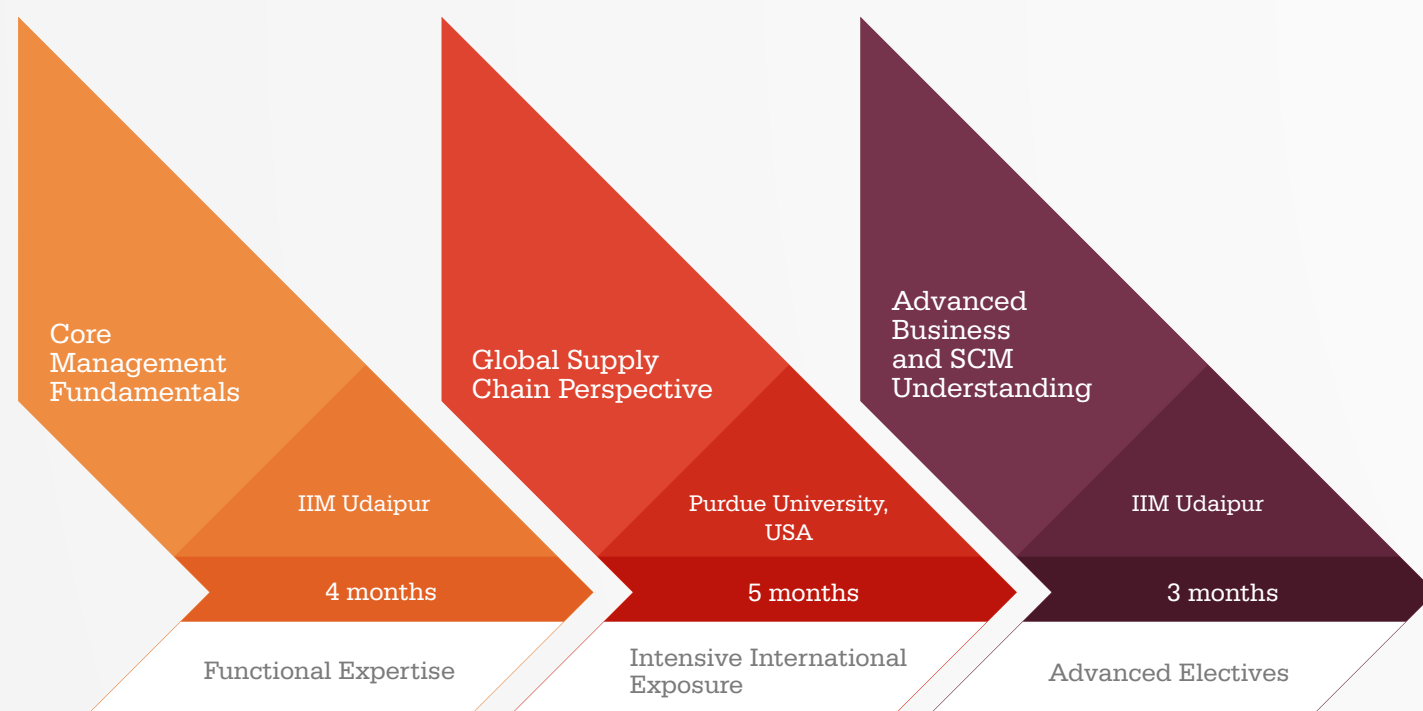 Core
Management
Fundamentals
IIM Udaipur
4 months
Functional Expertise
Global Supply
Chain Perspective
Purdue University,
USA
5 months
Intensive International
Exposure
Advanced
Business
and SCM
Understanding
IIM Udaipur
3 months
Advanced Electives